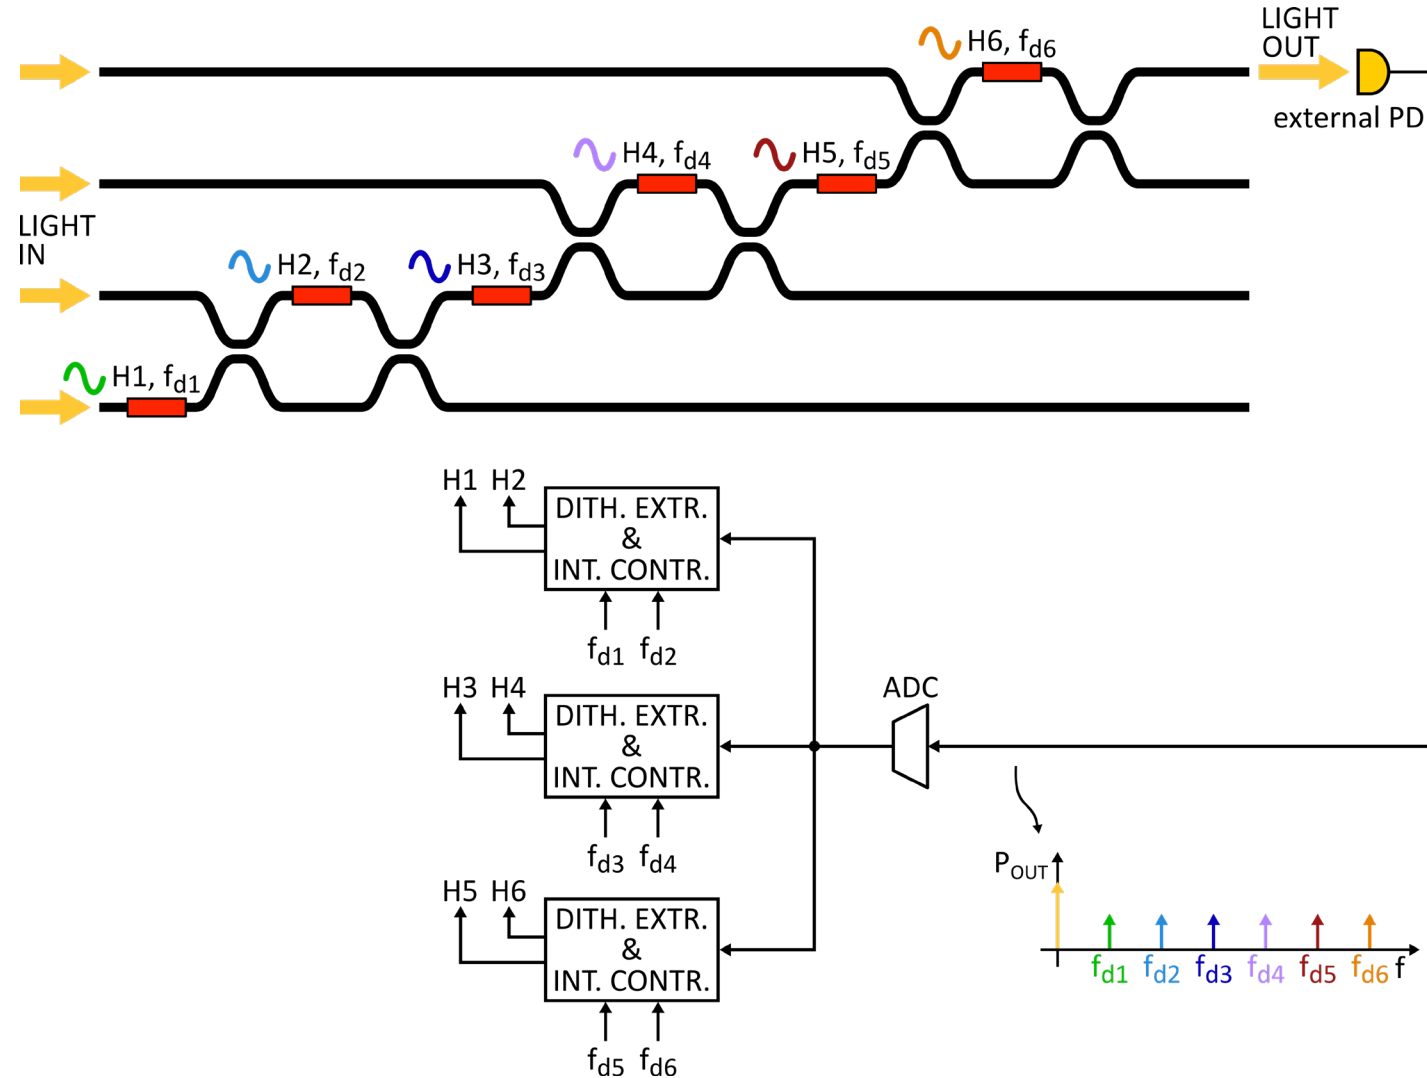 LIGHT
OUT
H6, fd6
external PD
H4, fd4
H5, fd5
LIGHT
IN
H2, fd2
H3, fd3
H1, fd1
H1 H2
DITH. EXTR.
&
INT. CONTR.
fd1 fd2
H3 H4
DITH. EXTR.
&
INT. CONTR.
fd3 fd4
ADC
H5 H6
DITH. EXTR.
&
INT. CONTR.
fd5 fd6
POUT
fd1 fd2 fd3 fd4 fd5 fd6 f